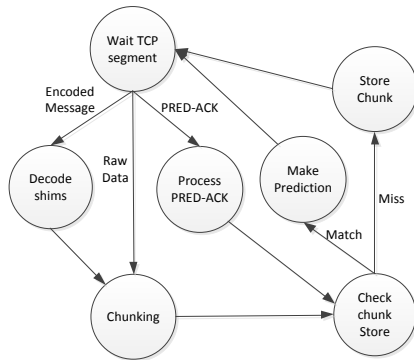 Wait TCP
segment
Store
Chunk
Encoded
Message
PRED-ACK
Raw
Data
Decode
shims
Process
PRED-ACK
Make
Prediction
Miss
Match
Chunking
Check
chunk
Store